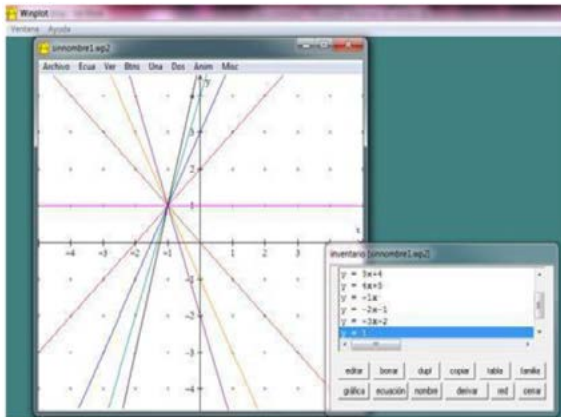 Winplot
Ventana Ayuda
sinnombre1.wp2
Archivo Ecua Ver Btns Una Dos Anim Misc
y
4
3
2
1
x
-4 -3 -2 -1 1 2 3 4
-1
-2
-3
-4
inventario (sinnombre1.wp2)
y = 3x+4
y = 4x+5
y = -1x
y = -2x-1
y = -3x-2
y = 1
editar borrar dupl copiar tabla familia
gráfica ecuación nombre derivar red cerrar